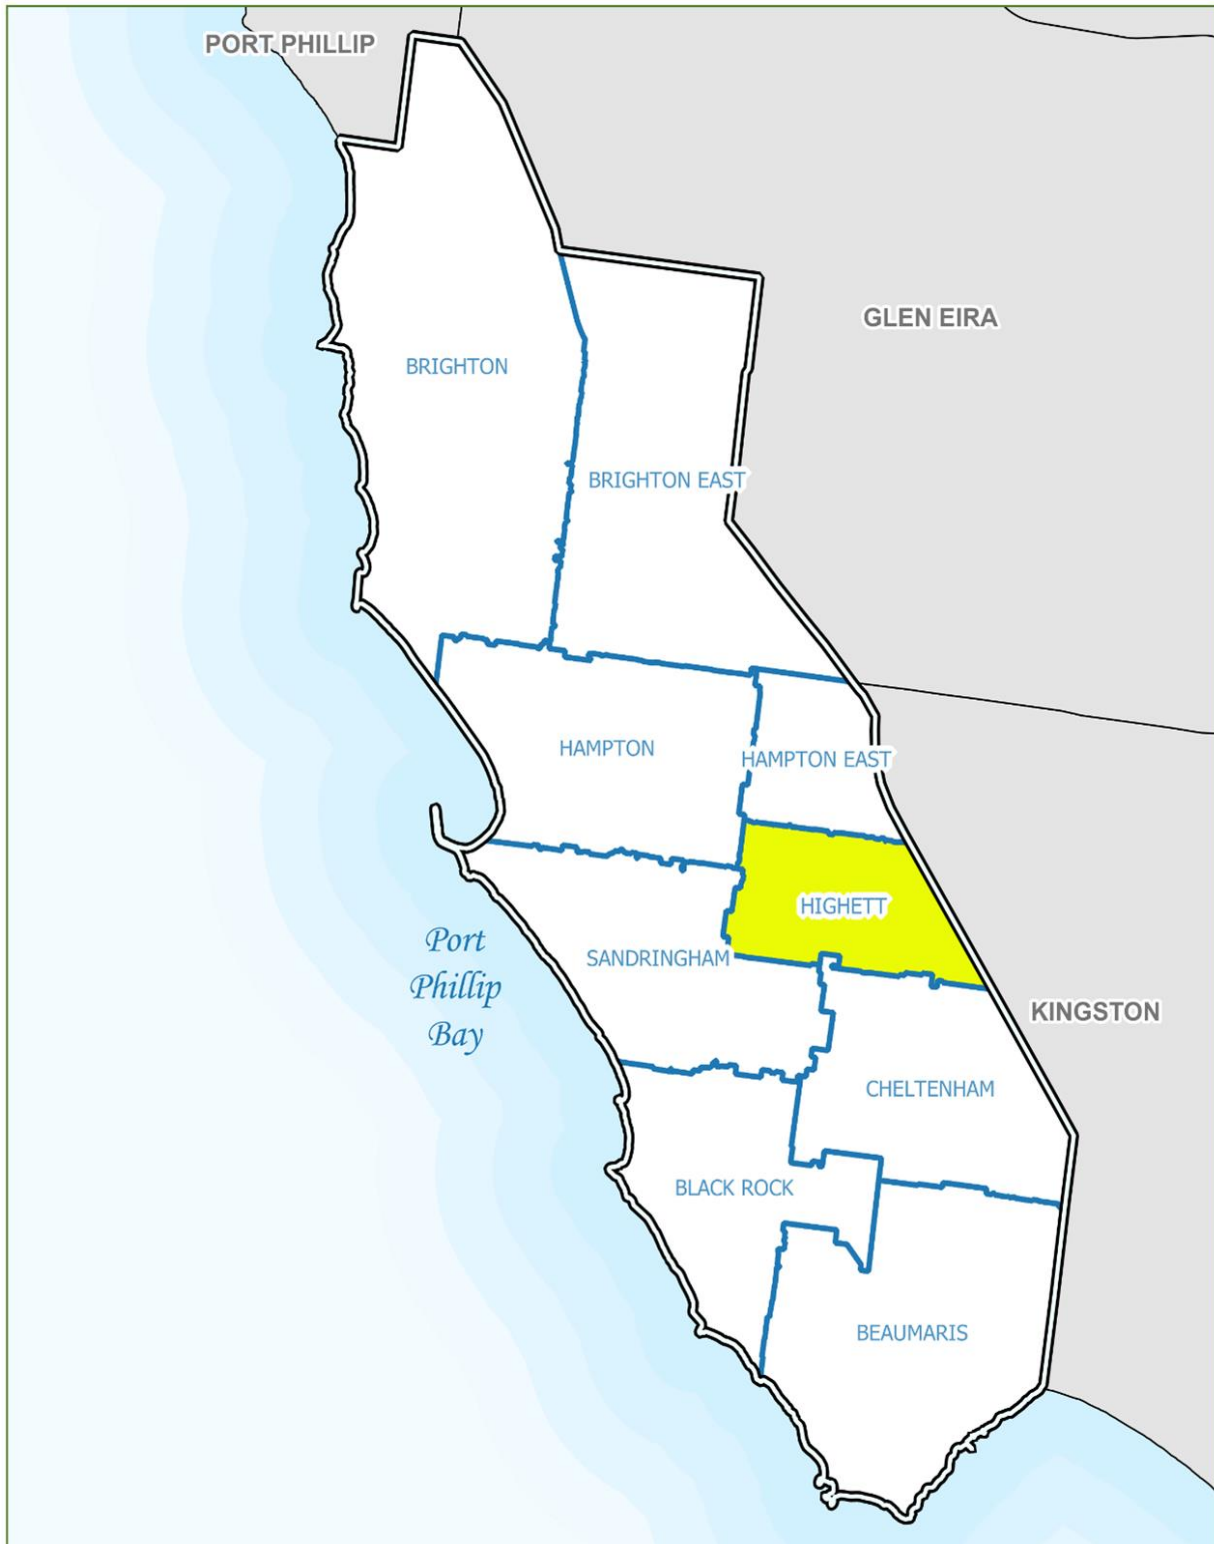 PORT PHILLIP
GLEN EIRA
BRIGHTON
BRIGHTON EAST
HAMPTON
HAMPTON EAST
HIGHETT
Port
Phillip
Bay
SANDRINGHAM
KINGSTON
CHELTENHAM
BLACK ROCK
BEAUMARIS